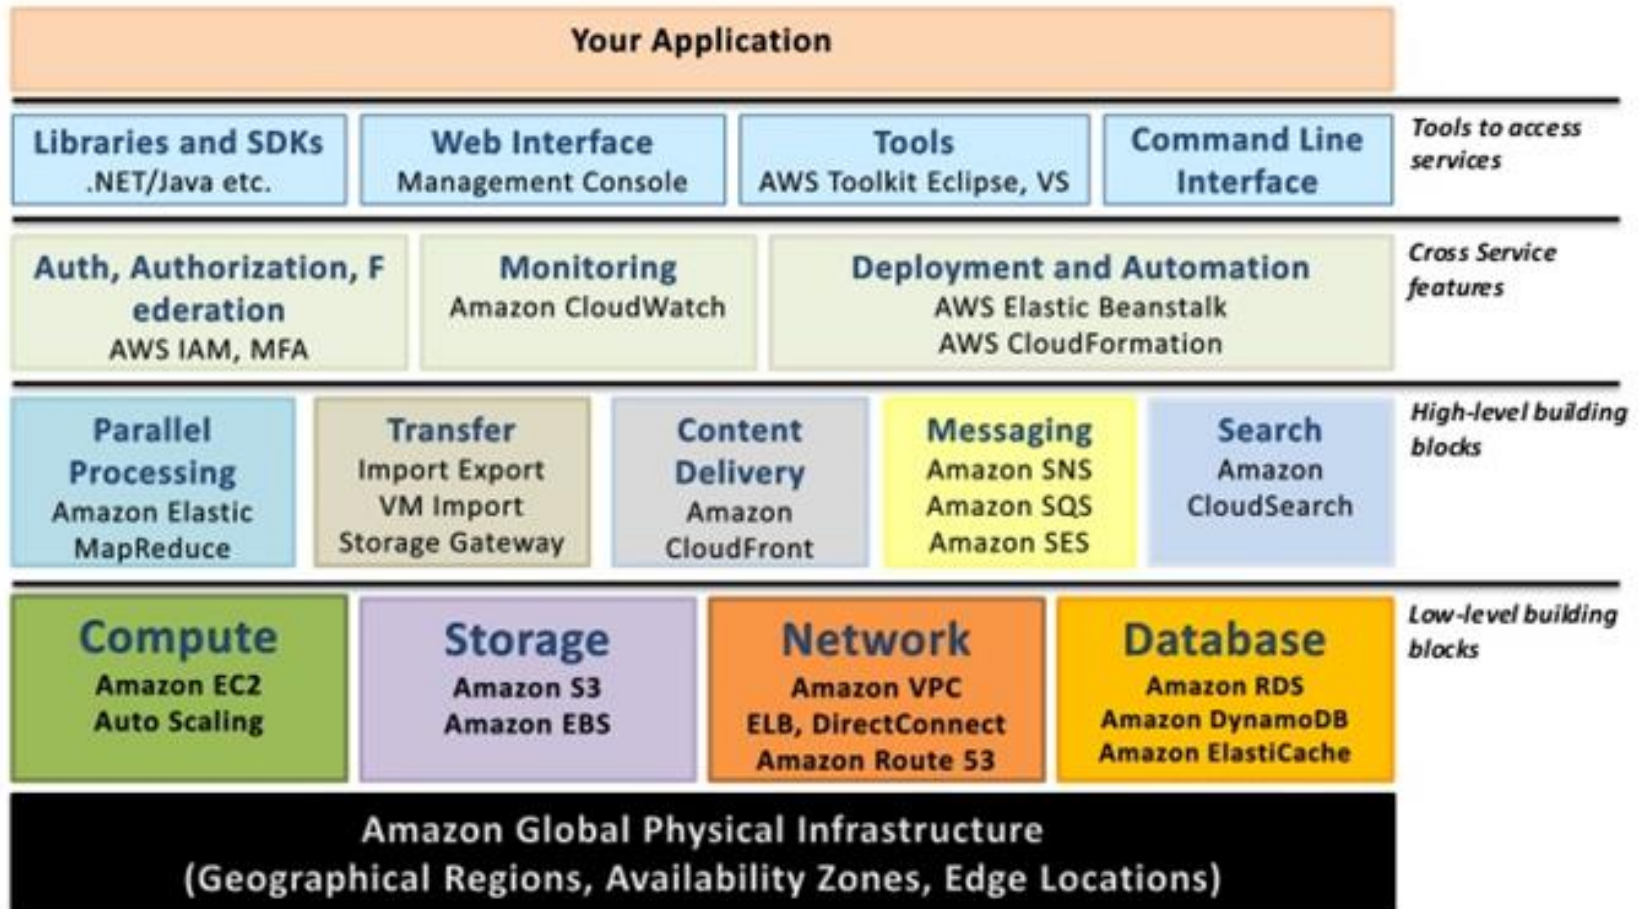 Your Application
Libraries and SDKs
.NET/Java etc.
Web Interface
Management Console
Tools
AWS Toolkit Eclipse, VS
Command Line
Interface
Tools to access
services
Auth, Authorization, F
ederation
AWS IAM, MFA
Monitoring
Amazon CloudWatch
Deployment and Automation
AWS Elastic Beanstalk
AWS CloudFormation
Cross Service
features
Parallel
Processing
Amazon Elastic
MapReduce
Transfer
Import Export
VM Import
Storage Gateway
Content
Delivery
Amazon
CloudFront
Messaging
Amazon SNS
Amazon SQS
Amazon SES
Search
Amazon
CloudSearch
High-level building
blocks
Compute
Amazon EC2
Auto Scaling
Storage
Amazon S3
Amazon EBS
Network
Amazon VPC
ELB, DirectConnect
Amazon Route 53
Database
Amazon RDS
Amazon DynamoDB
Amazon ElastiCache
Low-level building
blocks
Amazon Global Physical Infrastructure
(Geographical Regions, Availability Zones, Edge Locations)